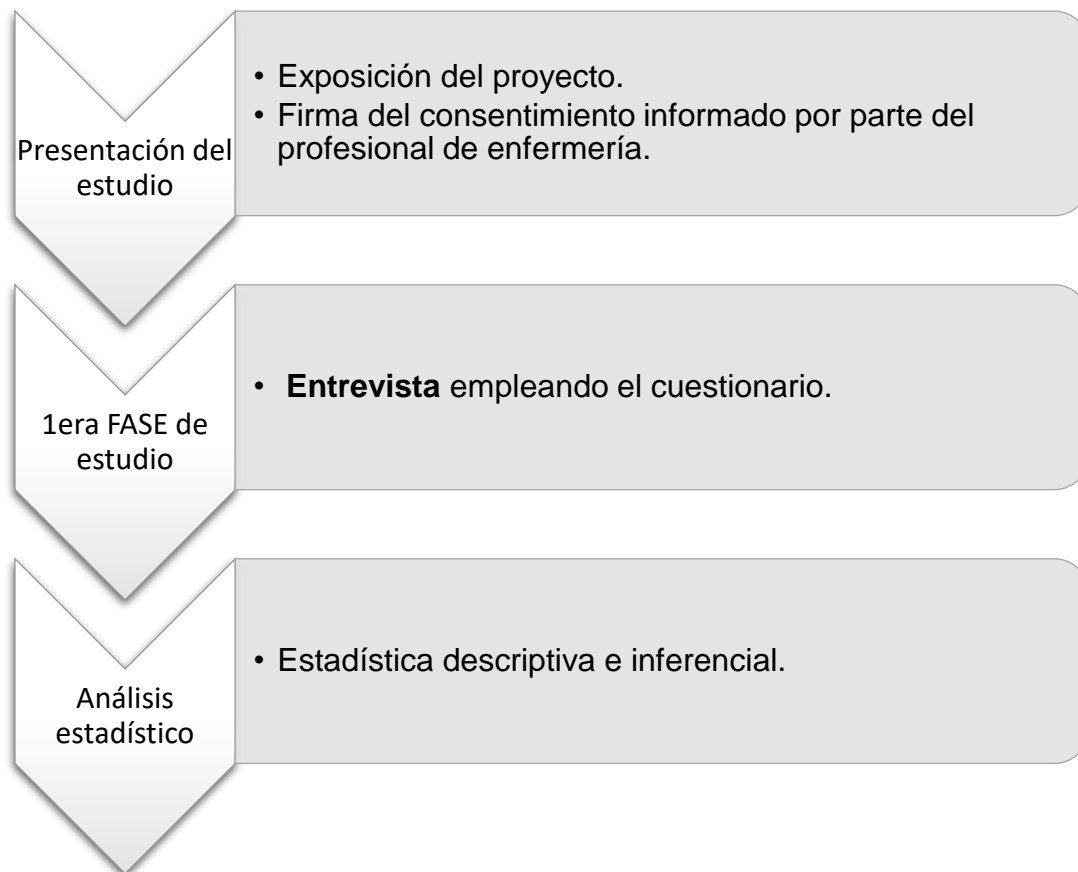 Presentación del
estudio
• Exposición del proyecto.
• Firma del consentimiento informado por parte del
profesional de enfermería.
1era FASE de
estudio
• Entrevista empleando el cuestionario.
Análisis
estadístico
• Estadística descriptiva e inferencial.